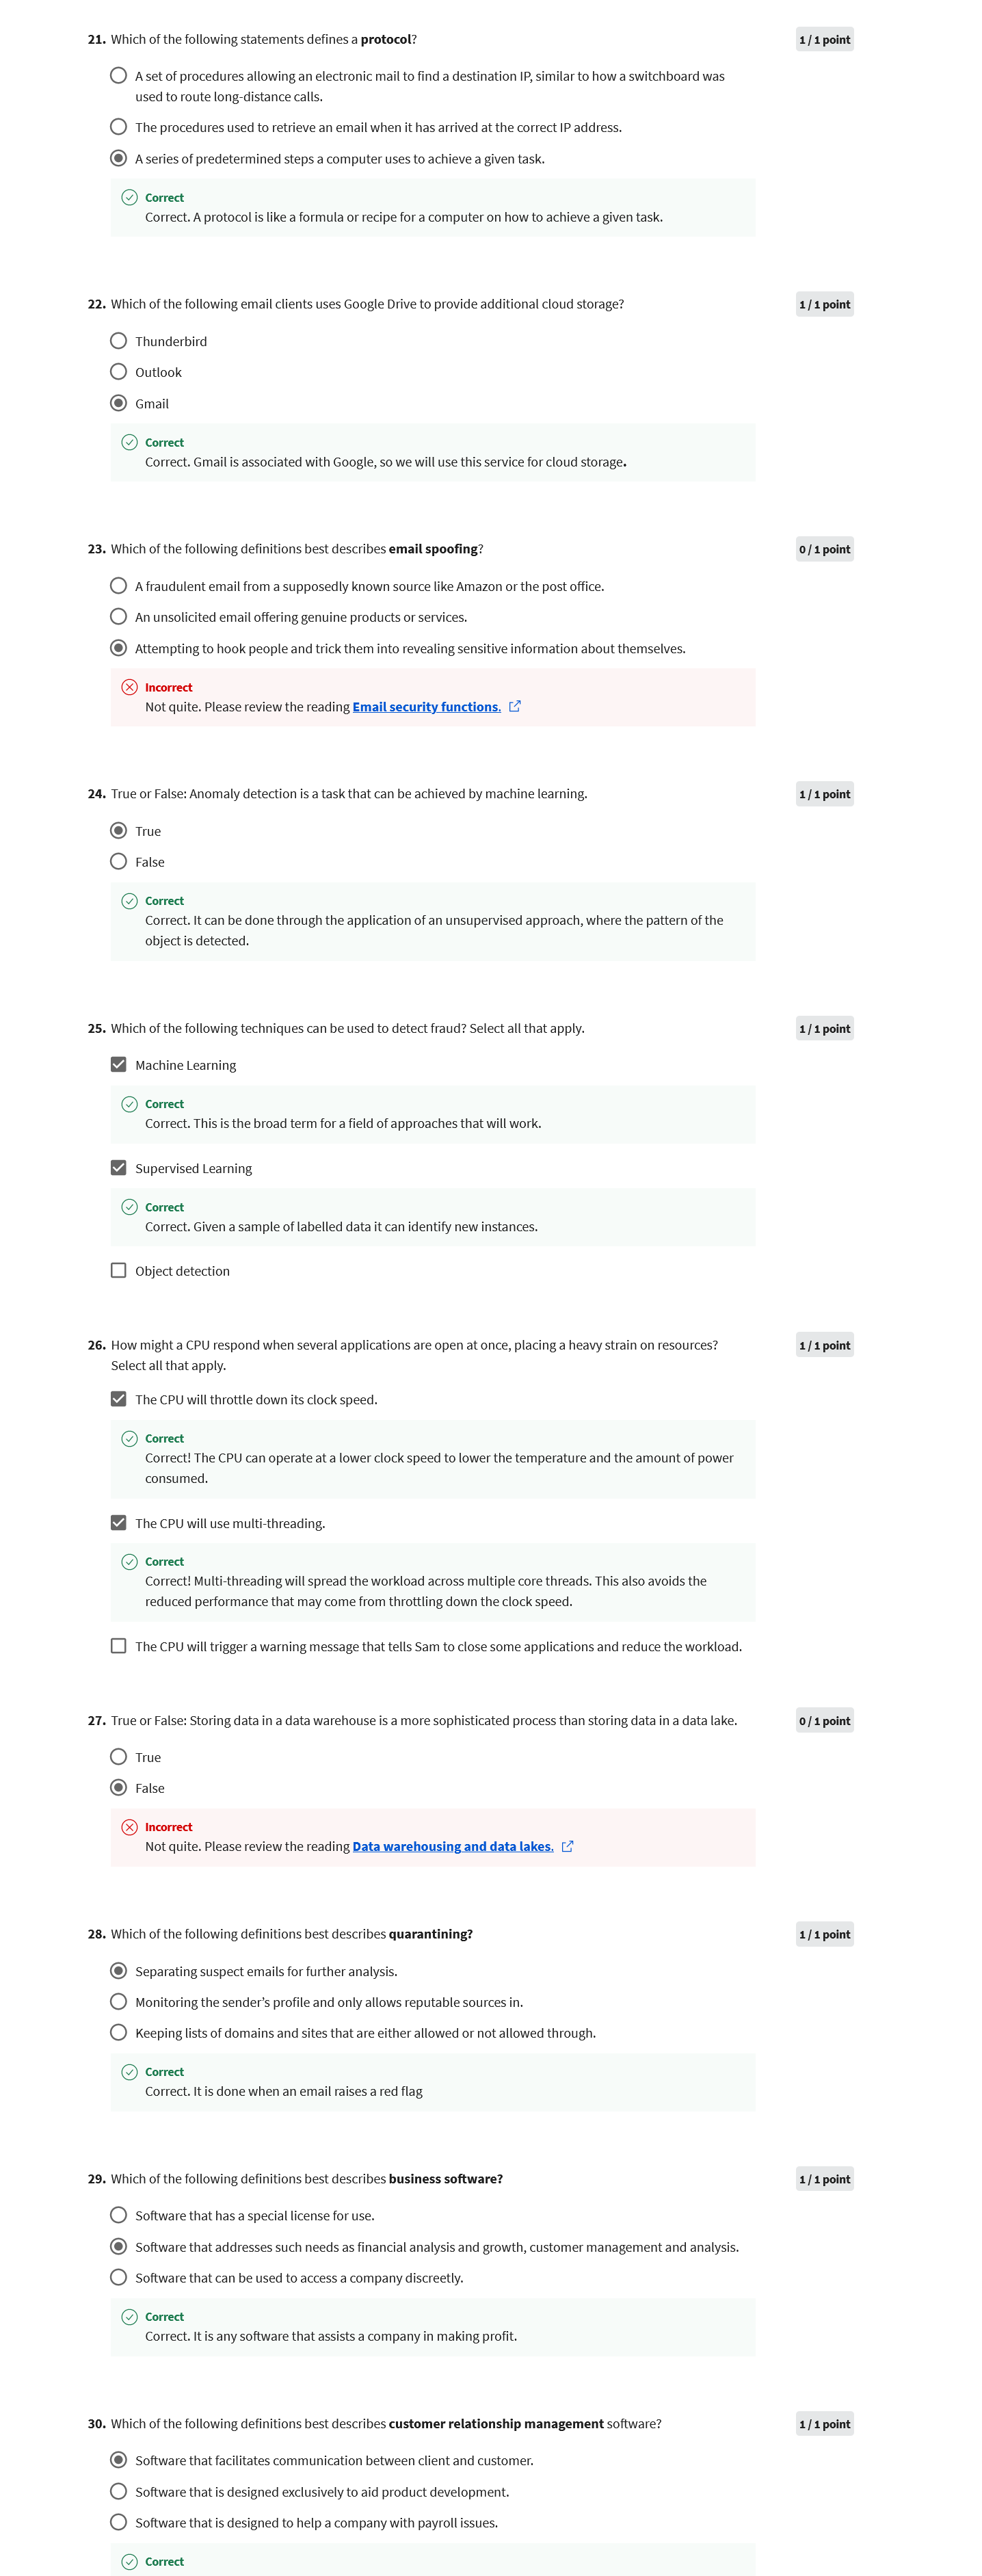 21. Which of the following statements defines a protocol?
1 / 1 point
A set of procedures allowing an electronic mail to find a destination IP, similar to how a switchboard was
used to route long-distance calls.
The procedures used to retrieve an email when it has arrived at the correct IP address.
A series of predetermined steps a computer uses to achieve a given task.
Correct
Correct. A protocol is like a formula or recipe for a computer on how to achieve a given task.
22. Which of the following email clients uses Google Drive to provide additional cloud storage?
1 / 1 point
Thunderbird
Outlook
Gmail
Correct
Correct. Gmail is associated with Google, so we will use this service for cloud storage.
23. Which of the following definitions best describes email spoofing?
0 / 1 point
A fraudulent email from a supposedly known source like Amazon or the post office.
An unsolicited email offering genuine products or services.
Attempting to hook people and trick them into revealing sensitive information about themselves.
Incorrect
Not quite. Please review the reading Email security functions.
24. True or False: Anomaly detection is a task that can be achieved by machine learning.
1 / 1 point
True
False
Correct
Correct. It can be done through the application of an unsupervised approach, where the pattern of the
object is detected.
25. Which of the following techniques can be used to detect fraud? Select all that apply.
1 / 1 point
Machine Learning
Correct
Correct. This is the broad term for a field of approaches that will work.
Supervised Learning
Correct
Correct. Given a sample of labelled data it can identify new instances.
Object detection
26. How might a CPU respond when several applications are open at once, placing a heavy strain on resources?
Select all that apply.
1 / 1 point
The CPU will throttle down its clock speed.
Correct
Correct! The CPU can operate at a lower clock speed to lower the temperature and the amount of power
consumed.
The CPU will use multi-threading.
Correct
Correct! Multi-threading will spread the workload across multiple core threads. This also avoids the
reduced performance that may come from throttling down the clock speed.
The CPU will trigger a warning message that tells Sam to close some applications and reduce the workload.
27. True or False: Storing data in a data warehouse is a more sophisticated process than storing data in a data lake.
0 / 1 point
True
False
Incorrect
Not quite. Please review the reading Data warehousing and data lakes.
28. Which of the following definitions best describes quarantining?
1 / 1 point
Separating suspect emails for further analysis.
Monitoring the sender’s profile and only allows reputable sources in.
Keeping lists of domains and sites that are either allowed or not allowed through.
Correct
Correct. It is done when an email raises a red flag
29. Which of the following definitions best describes business software?
1 / 1 point
Software that has a special license for use.
Software that addresses such needs as financial analysis and growth, customer management and analysis.
Software that can be used to access a company discreetly.
Correct
Correct. It is any software that assists a company in making profit.
30. Which of the following definitions best describes customer relationship management software?
1 / 1 point
Software that facilitates communication between client and customer.
Software that is designed exclusively to aid product development.
Software that is designed to help a company with payroll issues.
Correct